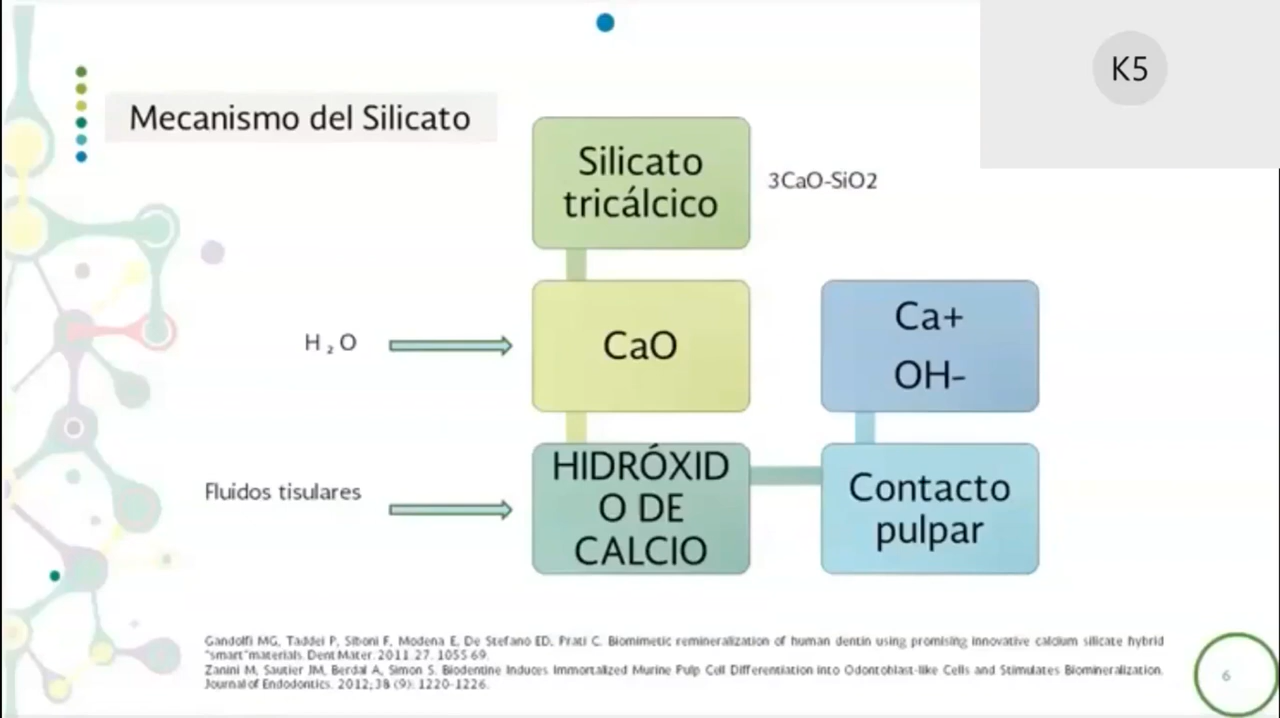 K5
Mecanismo del Silicato
Silicato
tricálcico
3CaO-SiO2
H₂O
CaO
Ca+
OH-
Fluidos tisulares
HIDRÓXID
O DE
CALCIO
Contacto
pulpar
Gandolfi MG, Taddei P, Siboni F, Modena E, De Stefano ED, Prati C. Biomimetic remineralization of human dentin using promising innovative calcium silicate hybrid
"smart"materials. Dent Mater. 2011. 27. 1055-69.
Zanini M, Sautier JM, Berdal A, Simon S. Biodentine Induces Immortalized Murine Pulp Cell Differentiation into Odontoblast-like Cells and Stimulates Biomineralization.
Journal of Endodontics. 2012; 38 (9): 1220-1226.
6